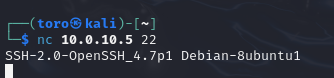 ┌──(toro㉿kali)-[~]
└─$ nc 10.0.10.5 22
SSH-2.0-OpenSSH_4.7p1 Debian-8ubuntu1